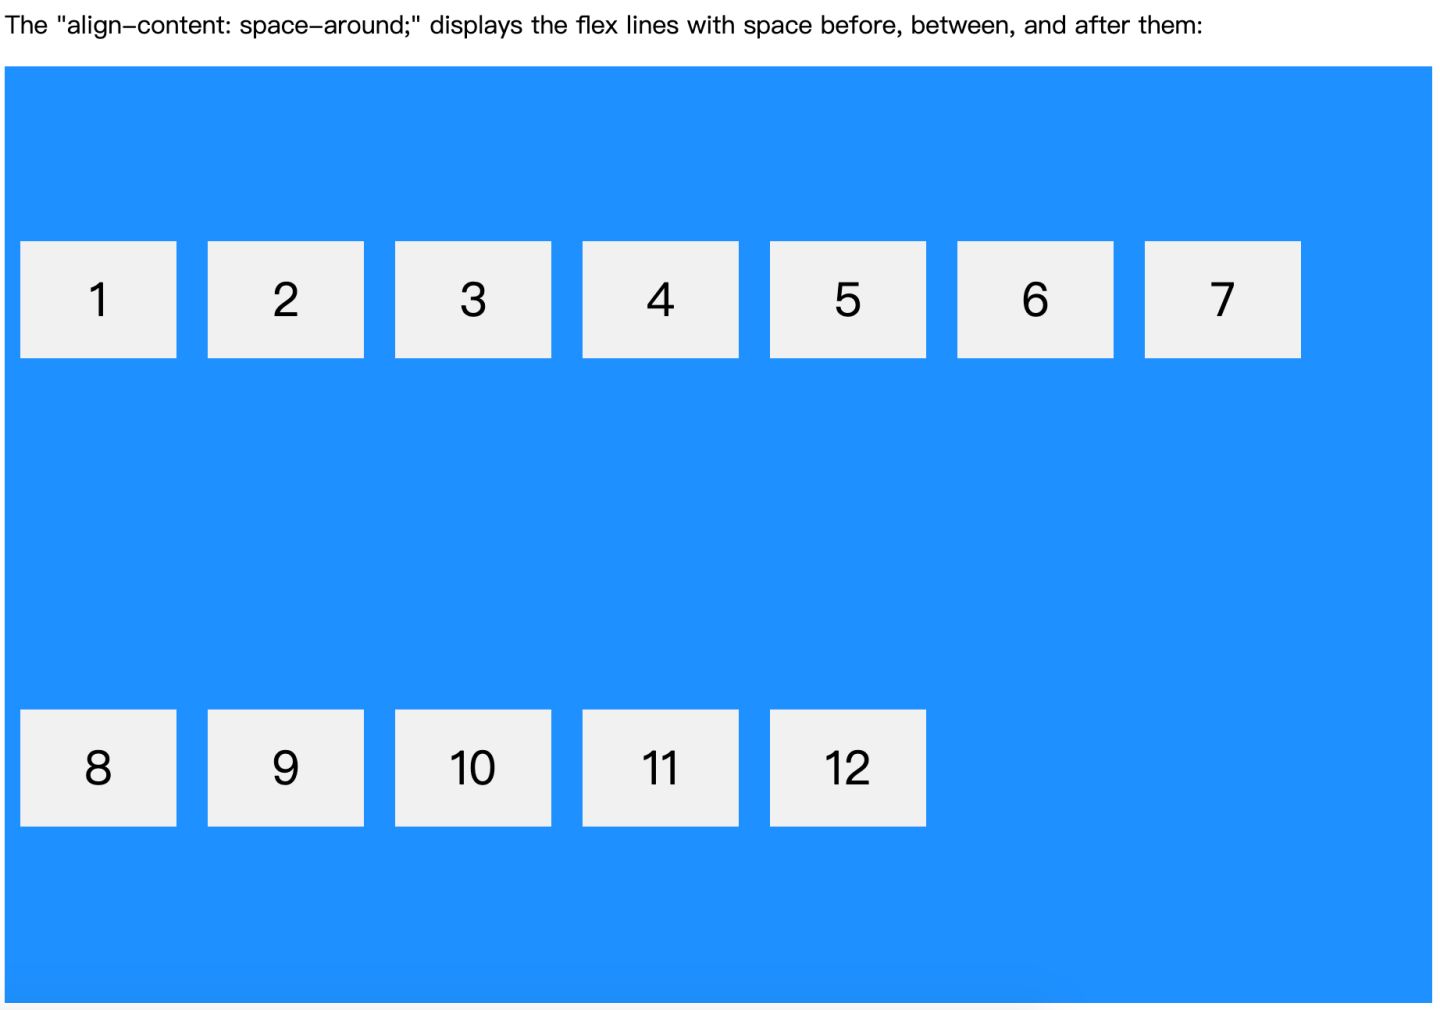 The "align-content: space-around;" displays the flex lines with space before, between, and after them:
1 2 3 4 5 6 7
8 9 10 11 12